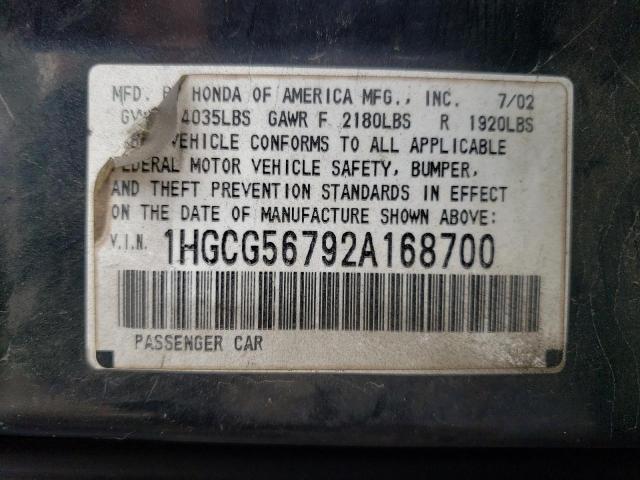 MFD. BY HONDA OF AMERICA MFG., INC. 7/02
4035LBS GAWR F 2180LBS R 1920LBS
VEHICLE CONFORMS TO ALL APPLICABLE
FEDERAL MOTOR VEHICLE SAFETY, BUMPER,
AND THEFT PREVENTION STANDARDS IN EFFECT
ON THE DATE OF MANUFACTURE SHOWN ABOVE:
V.I.N. 1HGCG56792A168700
PASSENGER CAR